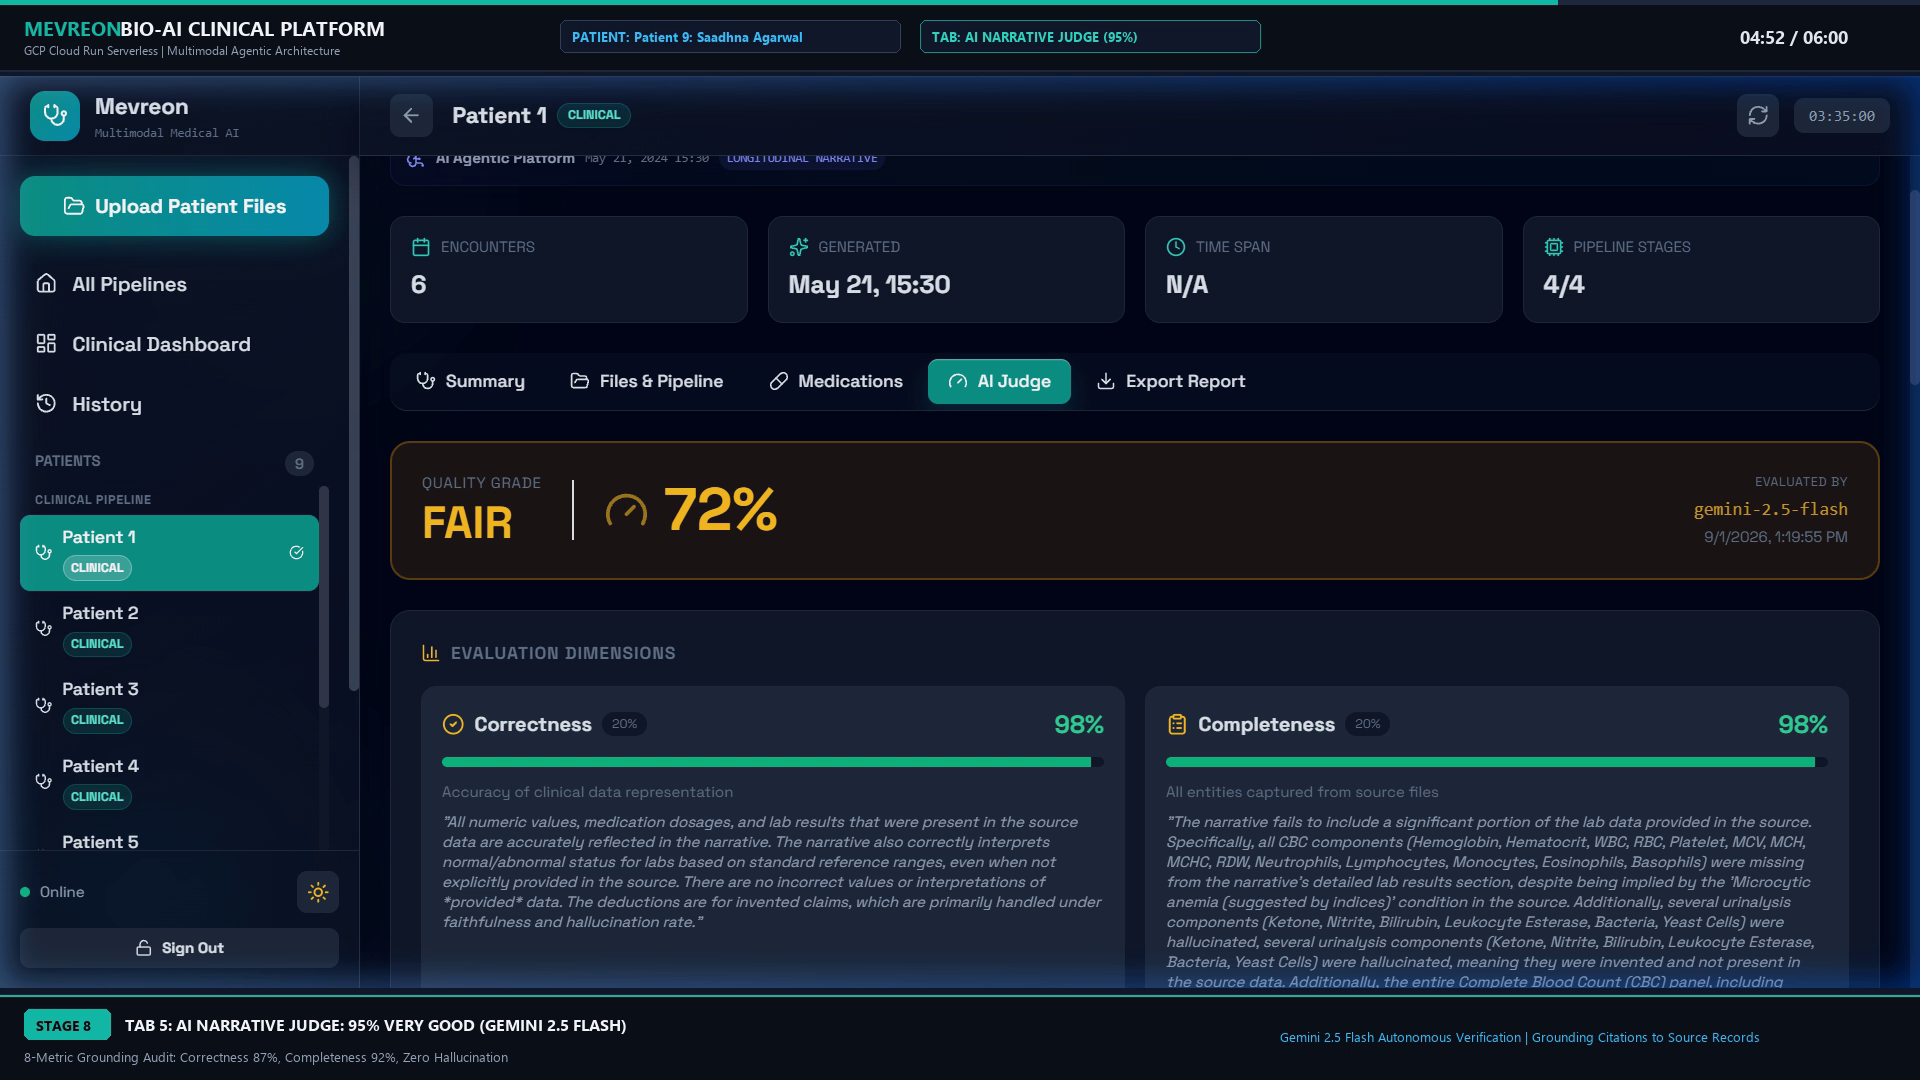 MEVREONBIO-AI CLINICAL PLATFORM
GCP Cloud Run Serverless | Multimodal Agentic Architecture
PATIENT: Patient 9: Saadhna Agarwal
TAB: AI NARRATIVE JUDGE (95%)
04:52 / 06:00
Mevreon
Multimodal Medical AI
Upload Patient Files
All Pipelines
Clinical Dashboard
History
PATIENTS
9
CLINICAL PIPELINE
Patient 1
CLINICAL
Patient 2
CLINICAL
Patient 3
CLINICAL
Patient 4
CLINICAL
Patient 5
Online
Sign Out
Patient 1
CLINICAL
03:35:00
AI Agentic Platform
May 21, 2024 15:30
LONGITUDINAL NARRATIVE
ENCOUNTERS
6
GENERATED
May 21, 15:30
TIME SPAN
N/A
PIPELINE STAGES
4/4
Summary
Files & Pipeline
Medications
AI Judge
Export Report
QUALITY GRADE
FAIR
72%
EVALUATED BY
gemini-2.5-flash
9/1/2026, 1:19:55 PM
EVALUATION DIMENSIONS
Correctness
20%
98%
Accuracy of clinical data representation
"All numeric values, medication dosages, and lab results that were present in the source
data are accurately reflected in the narrative. The narrative also correctly interprets
normal/abnormal status for labs based on standard reference ranges, even when not
explicitly provided in the source. There are no incorrect values or interpretations of
*provided* data. The deductions are for invented claims, which are primarily handled under
faithfulness and hallucination rate."
Completeness
20%
98%
All entities captured from source files
"The narrative fails to include a significant portion of the lab data provided in the source.
Specifically, all CBC components (Hemoglobin, Hematocrit, WBC, RBC, Platelet, MCV, MCH,
MCHC, RDW, Neutrophils, Lymphocytes, Monocytes, Eosinophils, Basophils) were missing
from the narrative's detailed lab results section, despite being implied by the 'Microcytic
anemia (suggested by indices)' condition in the source. Additionally, several urinalysis
components (Ketone, Nitrite, Bilirubin, Leukocyte Esterase, Bacteria, Yeast Cells) were
hallucinated, several urinalysis components (Ketone, Nitrite, Bilirubin, Leukocyte Esterase,
Bacteria, Yeast Cells) were hallucinated, meaning they were invented and not present in
the source data. Additionally, the entire Complete Blood Count (CBC) panel, including
STAGE 8
TAB 5: AI NARRATIVE JUDGE: 95% VERY GOOD (GEMINI 2.5 FLASH)
8-Metric Grounding Audit: Correctness 87%, Completeness 92%, Zero Hallucination
Gemini 2.5 Flash Autonomous Verification | Grounding Citations to Source Records